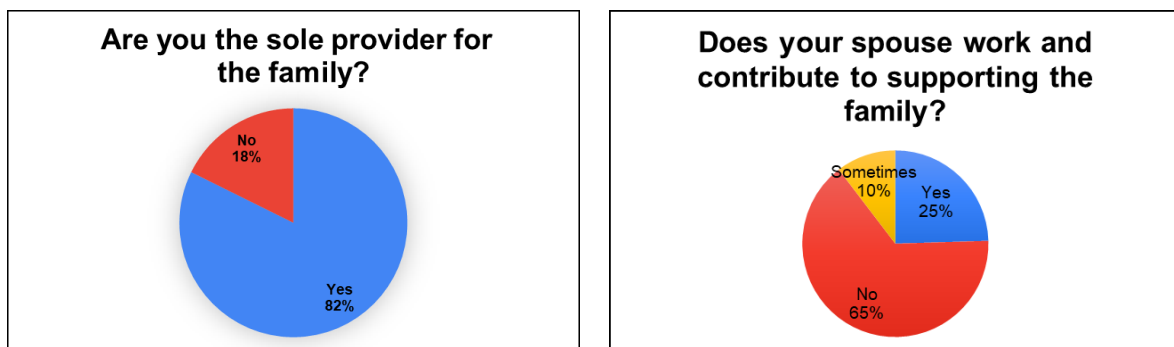 Are you the sole provider for
the family?
No
18%
Yes
82%
Does your spouse work and
contribute to supporting the
family?
Sometimes
10%
Yes
25%
No
65%